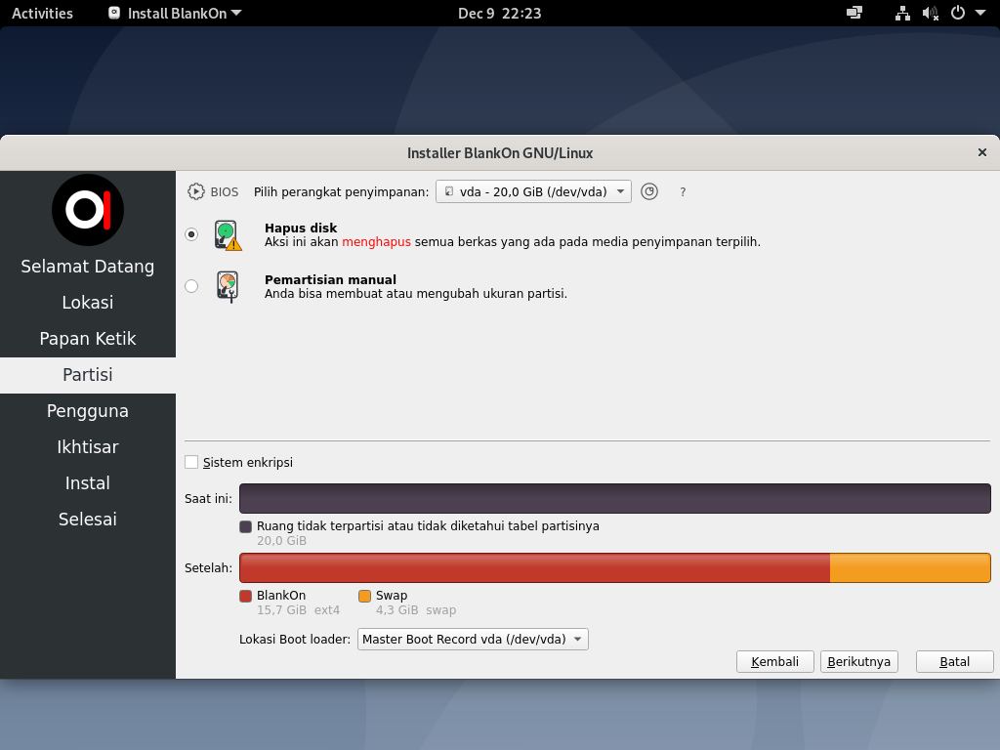 Activities Install BlankOn Dec 9 22:23
Installer BlankOn GNU/Linux
Selamat Datang
Lokasi
Papan Ketik
Partisi
Pengguna
Ikhtisar
Instal
Selesai
BIOS Pilih perangkat penyimpanan: vda - 20,0 GiB (/dev/vda) ?
Hapus disk
Aksi ini akan menghapus semua berkas yang ada pada media penyimpanan terpilih.
Pemartisian manual
Anda bisa membuat atau mengubah ukuran partisi.
Sistem enkripsi
Saat ini:
Ruang tidak terpartisi atau tidak diketahui tabel partisinya
20,0 GiB
Setelah:
BlankOn Swap
15,7 GiB ext4 4,3 GiB swap
Lokasi Boot loader: Master Boot Record vda (/dev/vda)
Kembali Berikutnya Batal